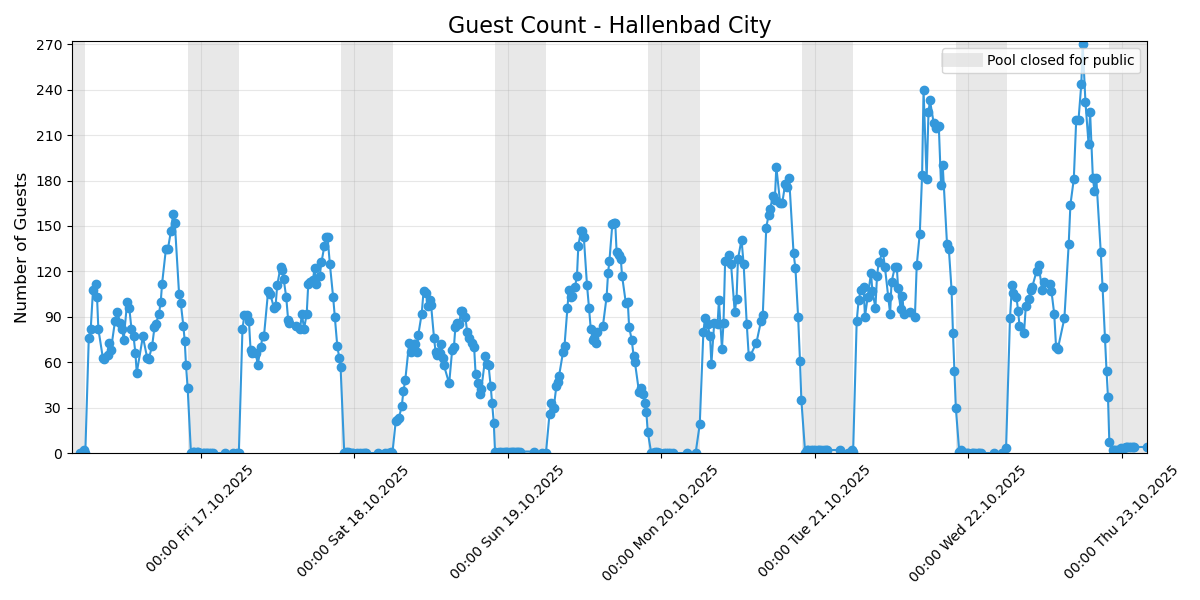 Guest Count - Hallenbad City
Pool closed for public
Number of Guests
270
240
210
180
150
120
90
60
30
0
00:00 Fri 17.10.2025
00:00 Sat 18.10.2025
00:00 Sun 19.10.2025
00:00 Mon 20.10.2025
00:00 Tue 21.10.2025
00:00 Wed 22.10.2025
00:00 Thu 23.10.2025